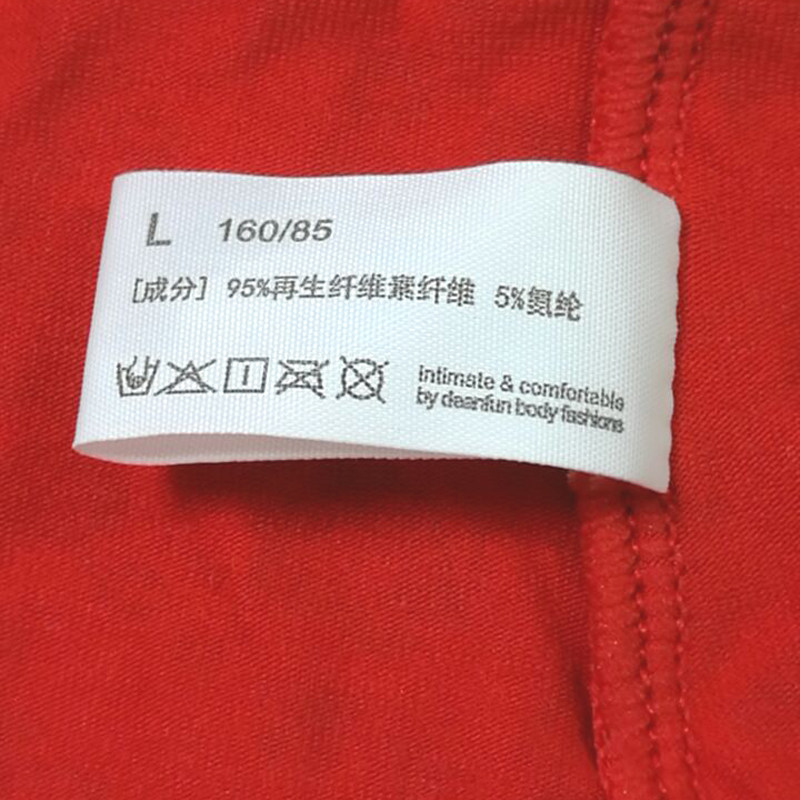 L 160/85
[成分] 95%再生纤维素纤维 5%氨纶
intimate & comfortable
by deanfun body fashions